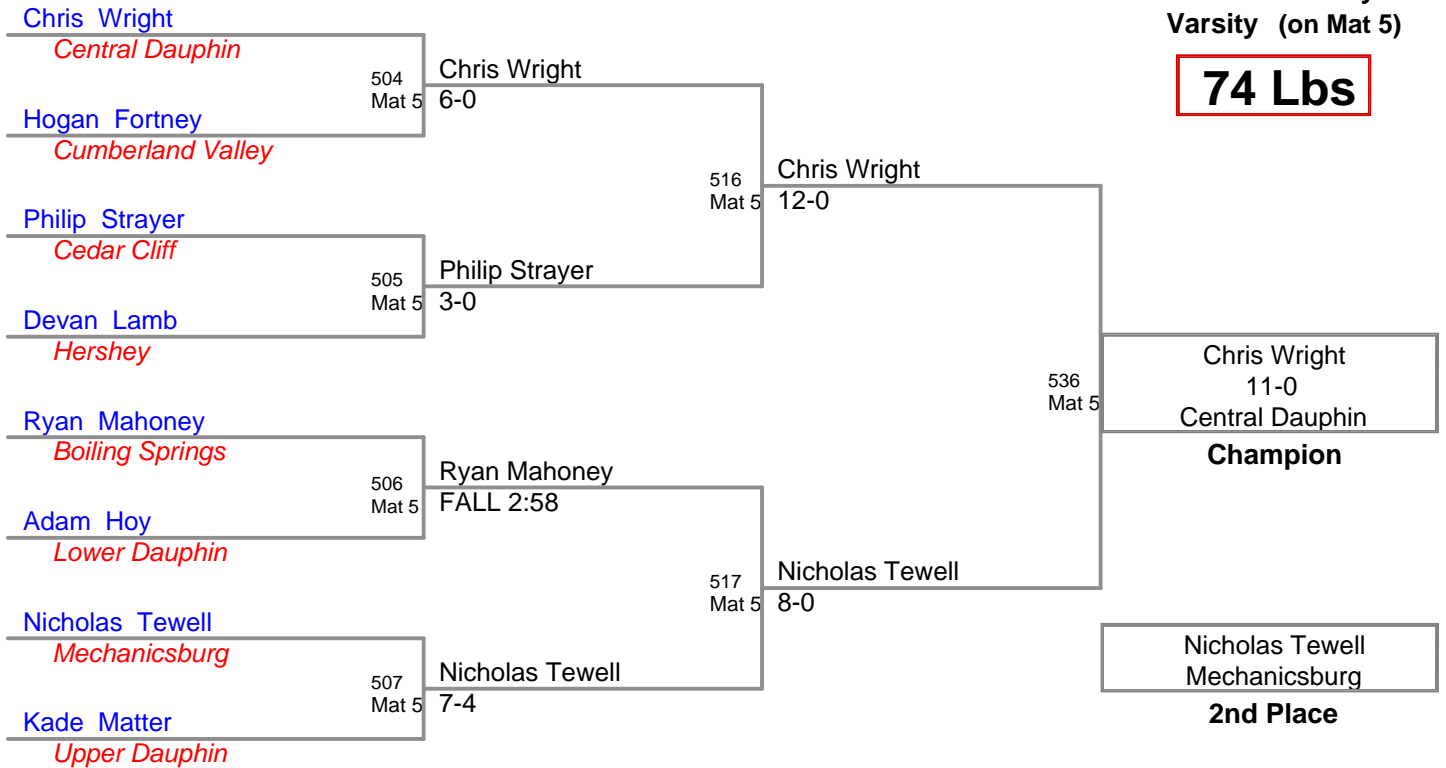 Varsity (on Mat 5)
74 Lbs
Chris Wright
Central Dauphin
504
Mat 5
Chris Wright
6-0
Hogan Fortney
Cumberland Valley
516
Mat 5
Chris Wright
12-0
Philip Strayer
Cedar Cliff
505
Mat 5
Philip Strayer
3-0
Devan Lamb
Hershey
536
Mat 5
Chris Wright
11-0
Central Dauphin
Champion
Ryan Mahoney
Boiling Springs
506
Mat 5
Ryan Mahoney
FALL 2:58
Adam Hoy
Lower Dauphin
517
Mat 5
Nicholas Tewell
8-0
Nicholas Tewell
Mechanicsburg
507
Mat 5
Nicholas Tewell
7-4
Kade Matter
Upper Dauphin
Nicholas Tewell
Mechanicsburg
2nd Place